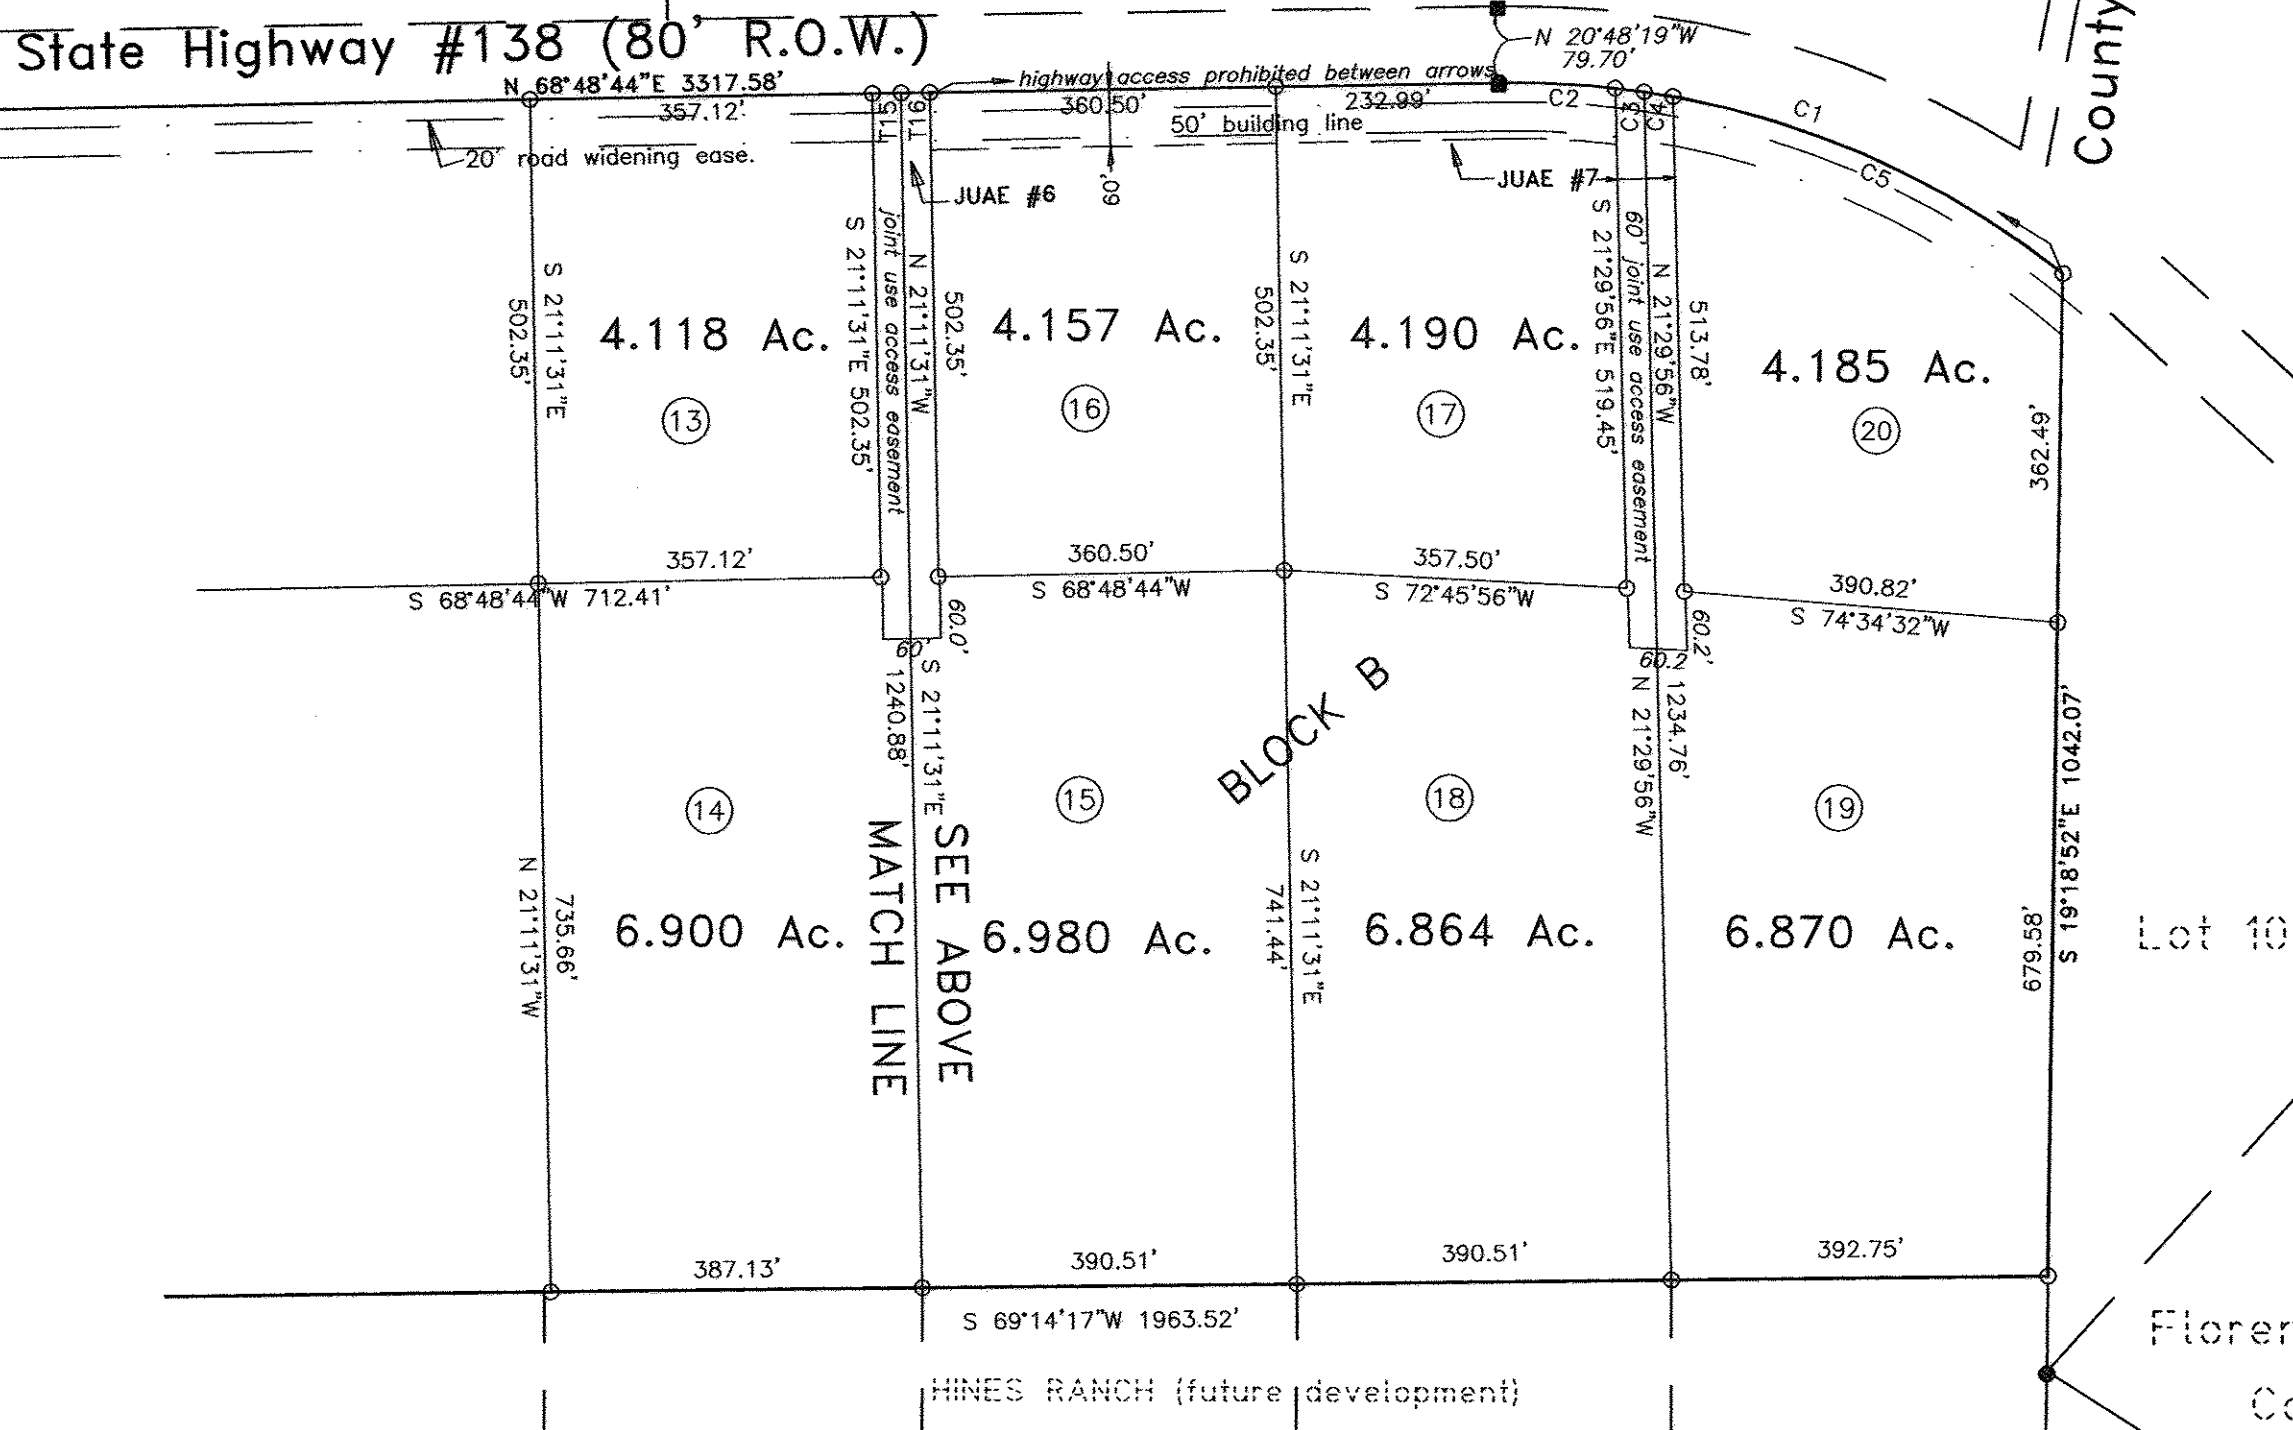 State Highway #138 (80' R.O.W.)
County
N 20°48'19"W
79.70'
N 68°48'44"E 3317.58'
highway access prohibited between arrows
357.12'
T15
T16
360.50'
232.99'
C2
C3
C4
C1
C5
50' building line
20' road widening ease.
JUAE #6
60'
JUAE #7
S 21°11'31"E
502.35'
4.118 Ac.
13
S 21°11'31"E 502.35'
joint use access easement
N 21°11'31"W
502.35'
4.157 Ac.
16
S 21°11'31"E
502.35'
4.190 Ac.
17
S 21°29'56"E 519.45'
60' joint use access easement
N 21°29'56"W
513.78'
4.185 Ac.
20
362.49'
357.12'
S 68°48'44"W 712.41'
360.50'
S 68°48'44"W
357.50'
S 72°45'56"W
390.82'
S 74°34'32"W
60.0'
60'
60.2'
60.2
S 21°11'31"E
1240.88'
BLOCK B
1234.76'
N 21°29'56"W
S 19°18'52"E 1042.07'
14
15
18
19
N 21°11'31"W
735.66'
6.900 Ac.
MATCH LINE
SEE ABOVE
6.980 Ac.
S 21°11'31"E
741.44'
6.864 Ac.
6.870 Ac.
679.58'
Lot 10
387.13'
390.51'
390.51'
392.75'
S 69°14'17"W 1963.52'
HINES RANCH (future development)
Florer
Co